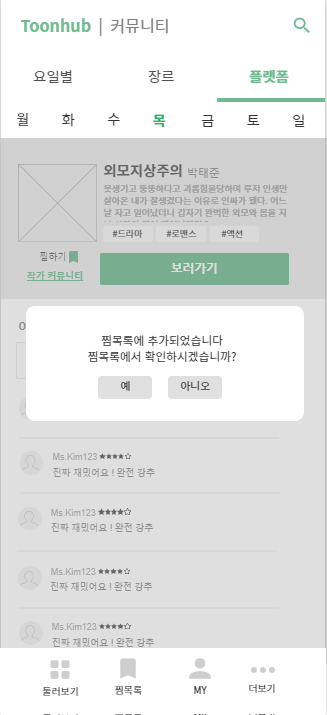 Toonhub | 커뮤니티
요일별 장르 플랫폼
월 화 수 목 금 토 일
외모지상주의 박태준
못생기고 뚱뚱하다고 괴롭힘을당하며 루저 인생만
살아온 내가 잘생겼다는 이유로 인싸가 됐다. 어느
날 자고 일어났더니 갑자기 완벽한 외모와 몸을 지
#드라마 #로맨스 #액션
찜하기
작가 커뮤니티
보러가기
찜목록에 추가되었습니다
찜목록에서 확인하시겠습니까?
예 아니오
Ms.Kim123 ★★★★☆
진짜 재밌어요 ! 완전 강추
Ms.Kim123 ★★★★☆
진짜 재밌어요 ! 완전 강추
Ms.Kim123 ★★★★☆
진짜 재밌어요 ! 완전 강추
Ms.Kim123 ★★★★☆
진짜 재밌어요 ! 완전 강추
둘러보기 찜목록 MY 더보기